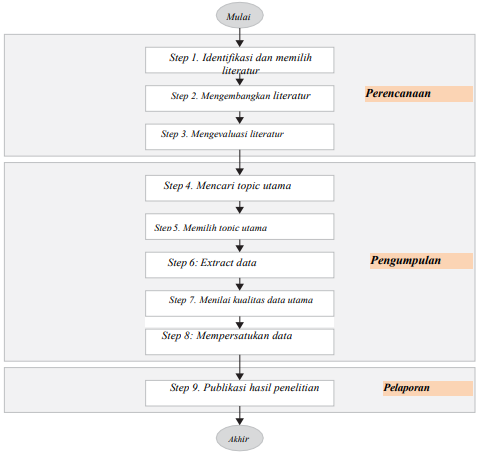 Mulai
Step 1. Identifikasi dan memilih
literatur
Step 2. Mengembangkan literatur
Perencanaan
Step 3. Mengevaluasi literatur
Step 4. Mencari topic utama
Step 5. Memilih topic utama
Step 6: Extract data
Pengumpulan
Step 7. Menilai kualitas data utama
Step 8: Mempersatukan data
Step 9. Publikasi hasil penelitian
Pelaporan
Akhir